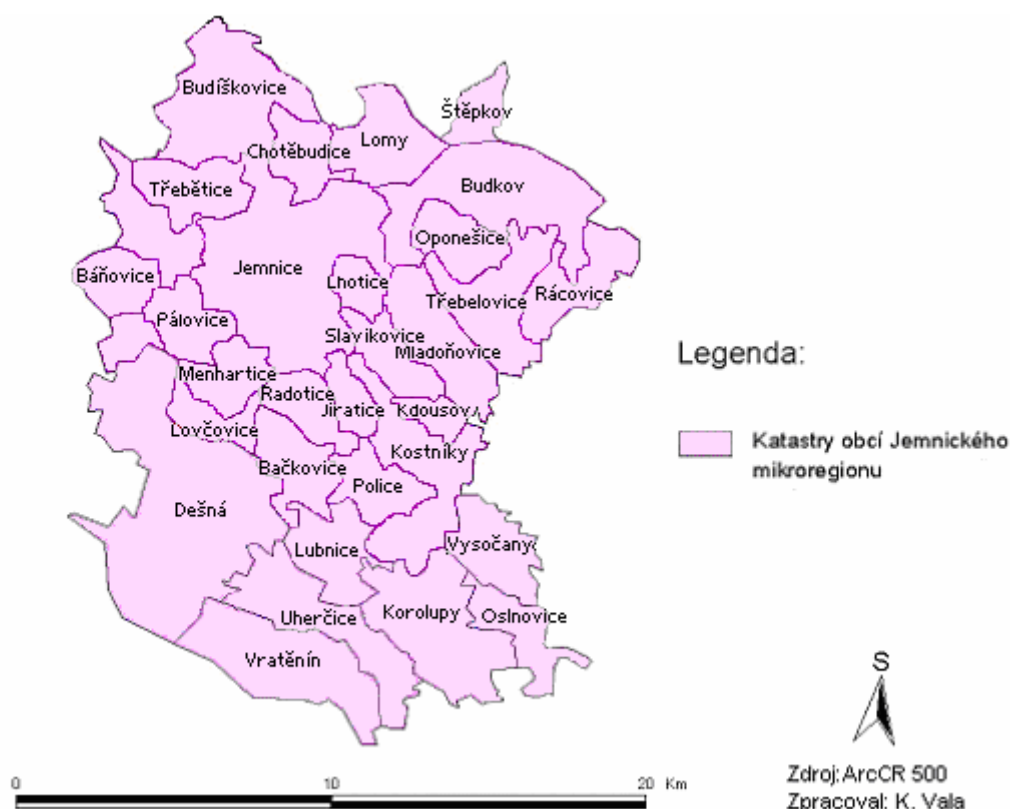 Budíškovice
Štěpkov
Lomy
Chotěbudice
Třebětice
Budkov
Oponešice
Báňovice
Jemnice
Lhotice
Třebelovice
Rácovice
Pálovice
Slavíkovice
Mladoňovice
Menhartice
Radotice
Jiratice
Kdousov
Lovčovice
Kostníky
Bačkovice
Police
Dešná
Lubnice
Vysočany
Uherčice
Korolupy
Oslnovice
Vratěnín
Legenda:
Katastry obcí Jemnického
mikroregionu
S
0 10 20 Km
Zdroj: ArcCR 500
Zpracoval: K. Vala